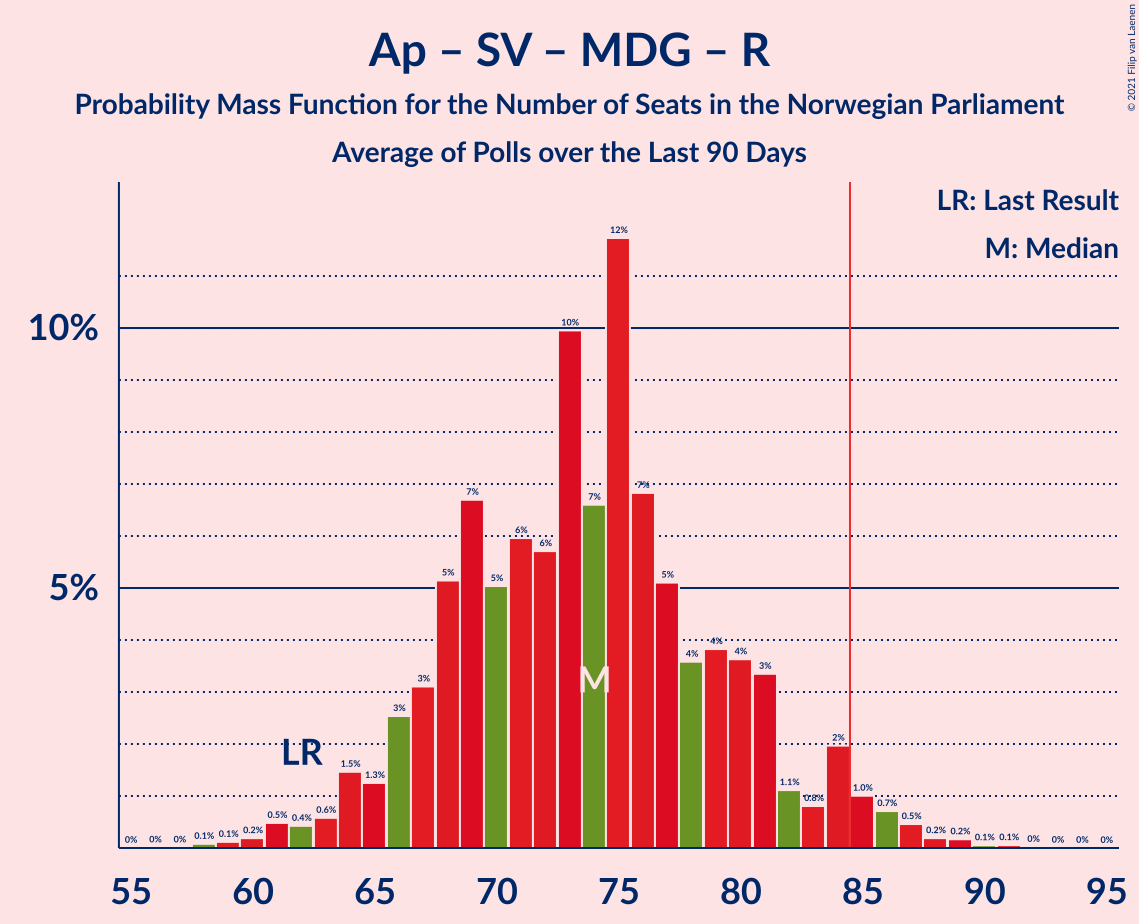 © 2021 Filip van Laenen
Ap – SV – MDG – R
Probability Mass Function for the Number of Seats in the Norwegian Parliament
Average of Polls over the Last 90 Days
LR: Last Result
M: Median
10%
5%
0% 0% 0% 0.1% 0.1% 0.2% 0.5% 0.4% 0.6% 1.5% 1.3% 3% 3% 5% 7% 5% 6% 6% 10% 7% 12% 7% 5% 4% 4% 4% 3% 1.1% 0.8% 2% 1.0% 0.7% 0.5% 0.2% 0.2% 0.1% 0.1% 0% 0% 0% 0%
LR
M
55 60 65 70 75 80 85 90 95